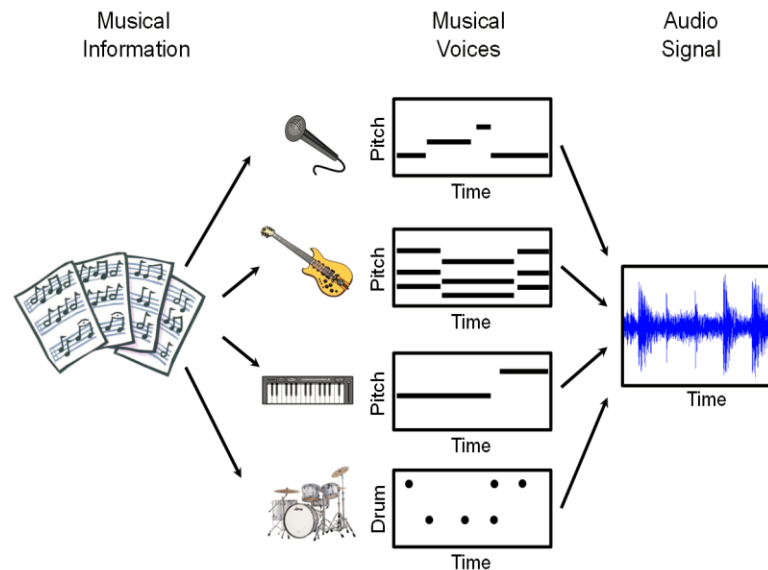 Musical
Information
Musical
Voices
Audio
Signal
Pitch
Time
Pitch
Time
Pitch
Time
Drum
Time
Time